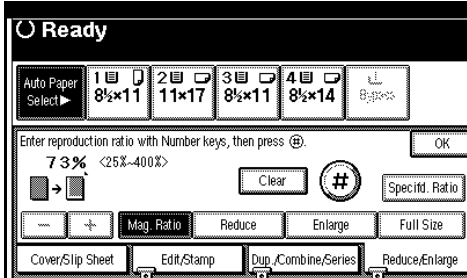 Ready
Auto Paper Select▶
1 8½×11
2 11×17
3 8½×11
4 8½×14
Bypass
Enter reproduction ratio with Number keys, then press (#).
OK
73% <25%~400%>
Clear
#
Specifd. Ratio
− + Mag. Ratio Reduce Enlarge Full Size
Cover/Slip Sheet Edit/Stamp Dup./Combine/Series Reduce/Enlarge